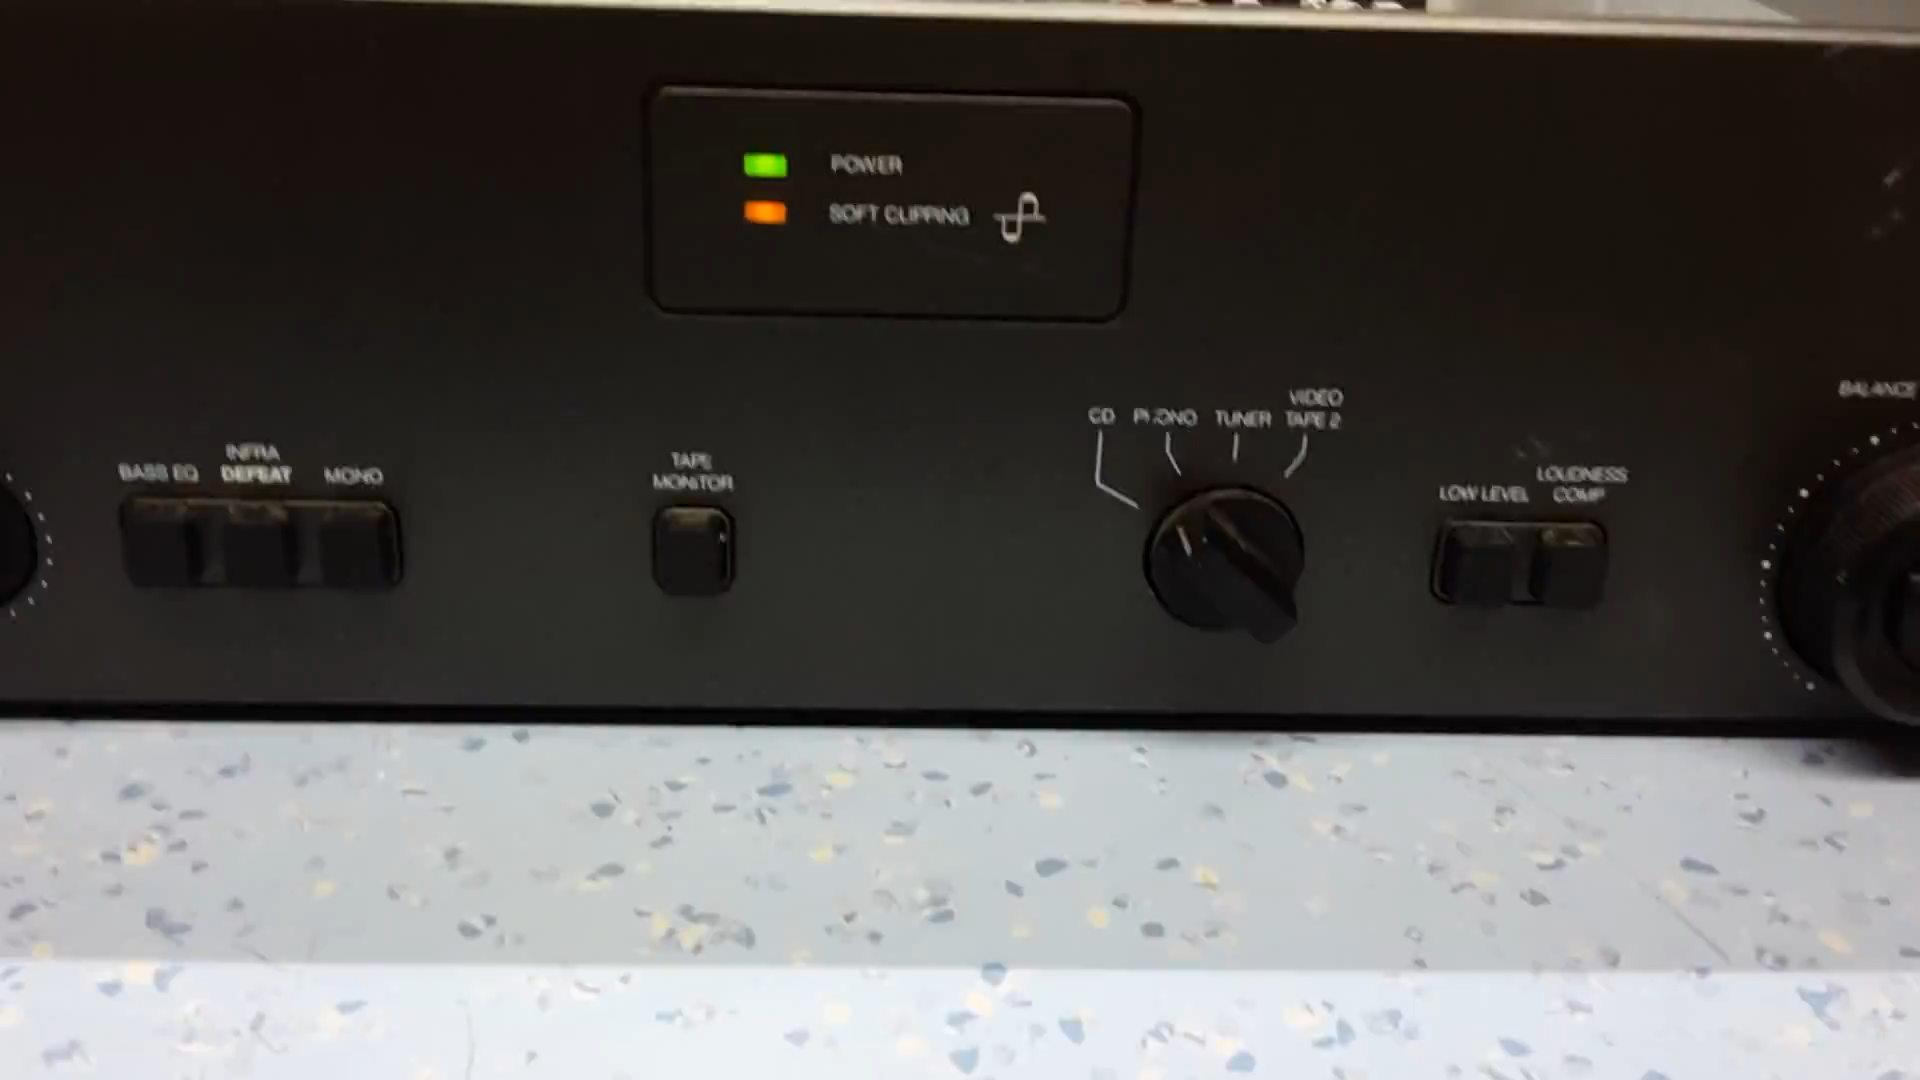 POWER
SOFT CLIPPING
BASS EQ
INFRA
DEFEAT
MONO
TAPE
MONITOR
CD
PHONO
TUNER
VIDEO
TAPE 2
LOW LEVEL
LOUDNESS
COMP
BALANCE